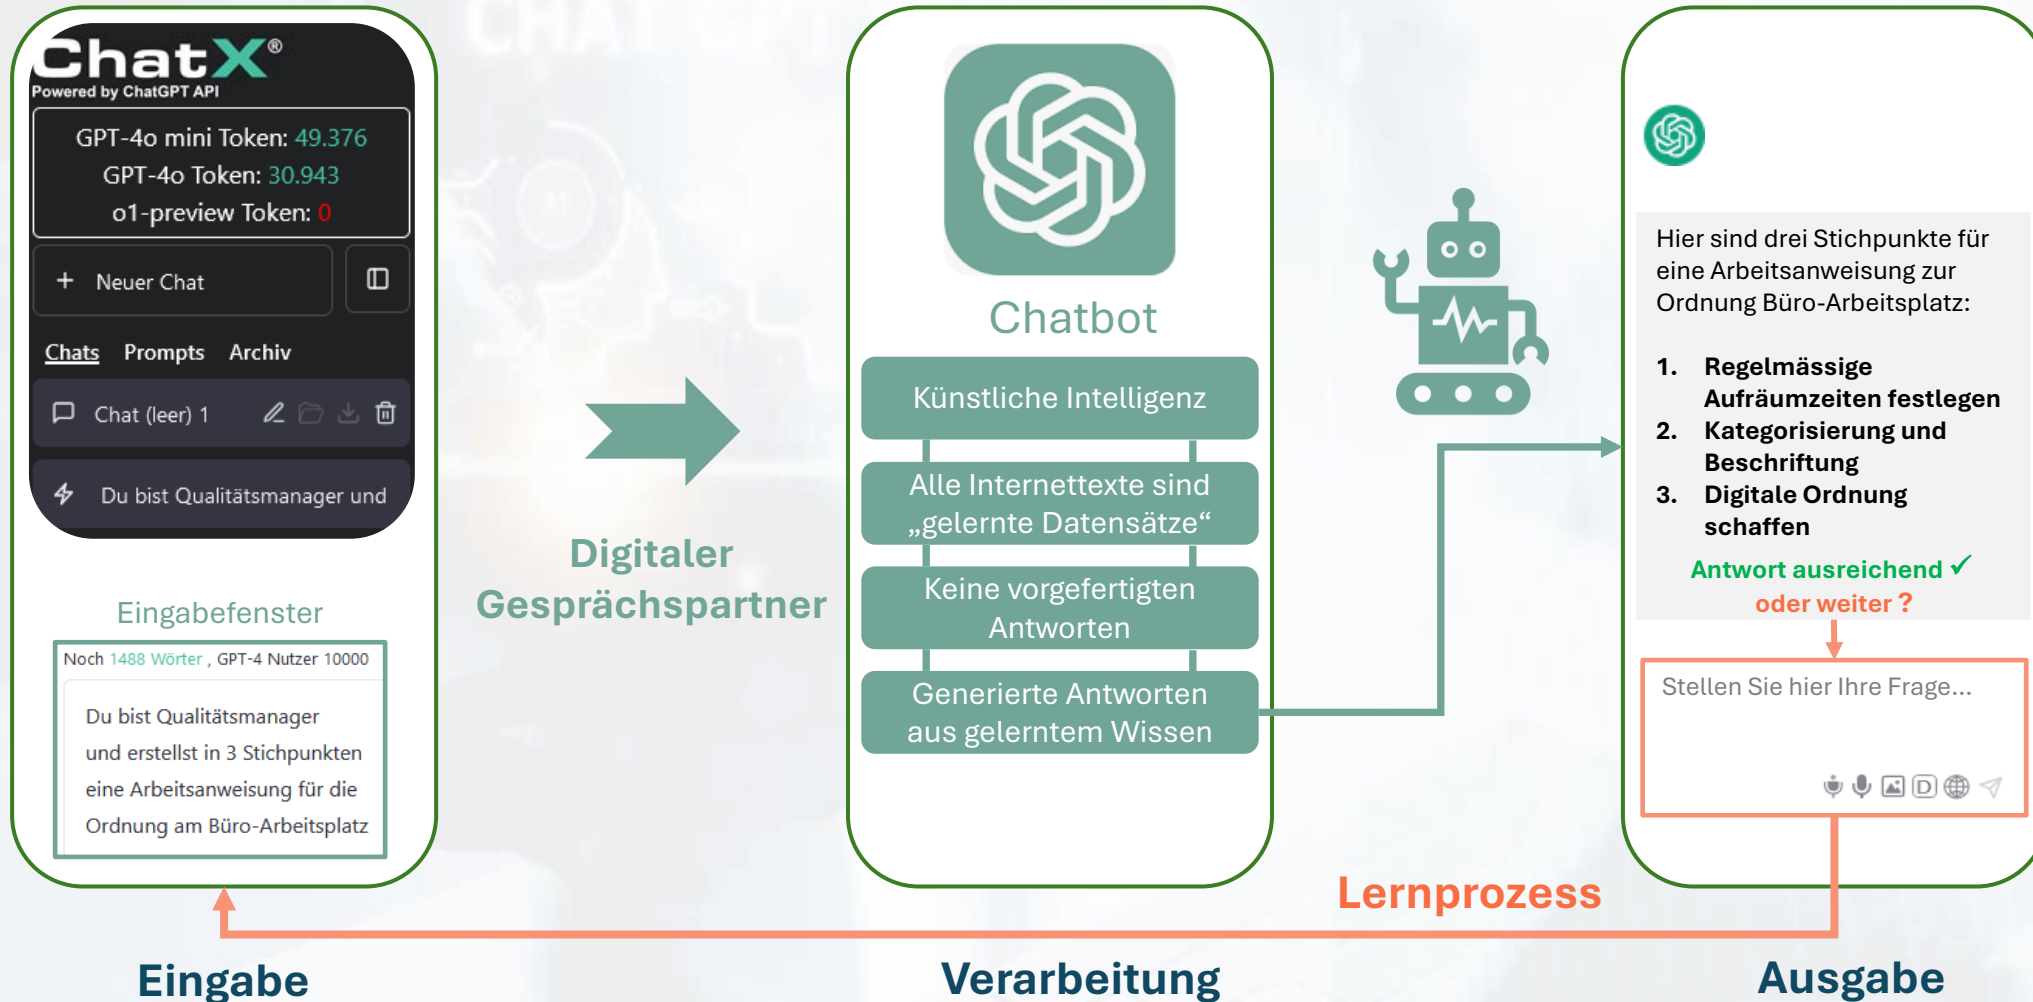 CHAT GPT
ChatX®
Powered by ChatGPT API
GPT-4o mini Token: 49.376
GPT-4o Token: 30.943
o1-preview Token: 0
+ Neuer Chat
Chats Prompts Archiv
Chat (leer) 1
Du bist Qualitätsmanager und
Eingabefenster
Noch 1488 Wörter , GPT-4 Nutzer 10000
Du bist Qualitätsmanager
und erstellst in 3 Stichpunkten
eine Arbeitsanweisung für die
Ordnung am Büro-Arbeitsplatz
Digitaler
Gesprächspartner
Chatbot
Künstliche Intelligenz
Alle Internettexte sind
„gelernte Datensätze“
Keine vorgefertigten
Antworten
Generierte Antworten
aus gelerntem Wissen
Hier sind drei Stichpunkte für
eine Arbeitsanweisung zur
Ordnung Büro-Arbeitsplatz:
1. Regelmässige
Aufräumzeiten festlegen
2. Kategorisierung und
Beschriftung
3. Digitale Ordnung
schaffen
Antwort ausreichend ✓
oder weiter ?
Stellen Sie hier Ihre Frage...
D
Lernprozess
Eingabe
Verarbeitung
Ausgabe